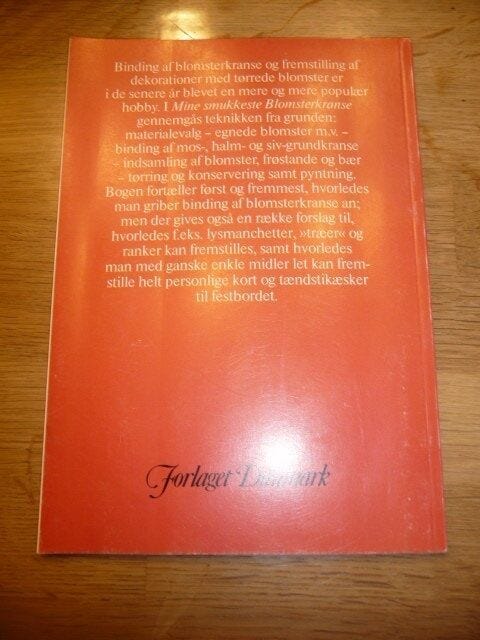 Binding af blomsterkranse og fremstilling af
dekorationer med tørrede blomster er
i de senere år blevet en mere og mere populær
hobby. I Mine smukkeste Blomsterkranse
gennemgås teknikken fra grunden:
materialevalg – egnede blomster m.v. –
binding af mos-, halm- og siv-grundkranse
– indsamling af blomster, frøstande og bær
– tørring og konservering samt pyntning.
Bogen fortæller først og fremmest, hvorledes
man griber binding af blomsterkranse an;
men der gives også en række forslag til,
hvorledes f.eks. lysmanchetter, »træer« og
ranker kan fremstilles, samt hvorledes
man med ganske enkle midler let kan frem-
stille helt personlige kort og tændstikæsker
til festbordet.
Forlaget Danmark